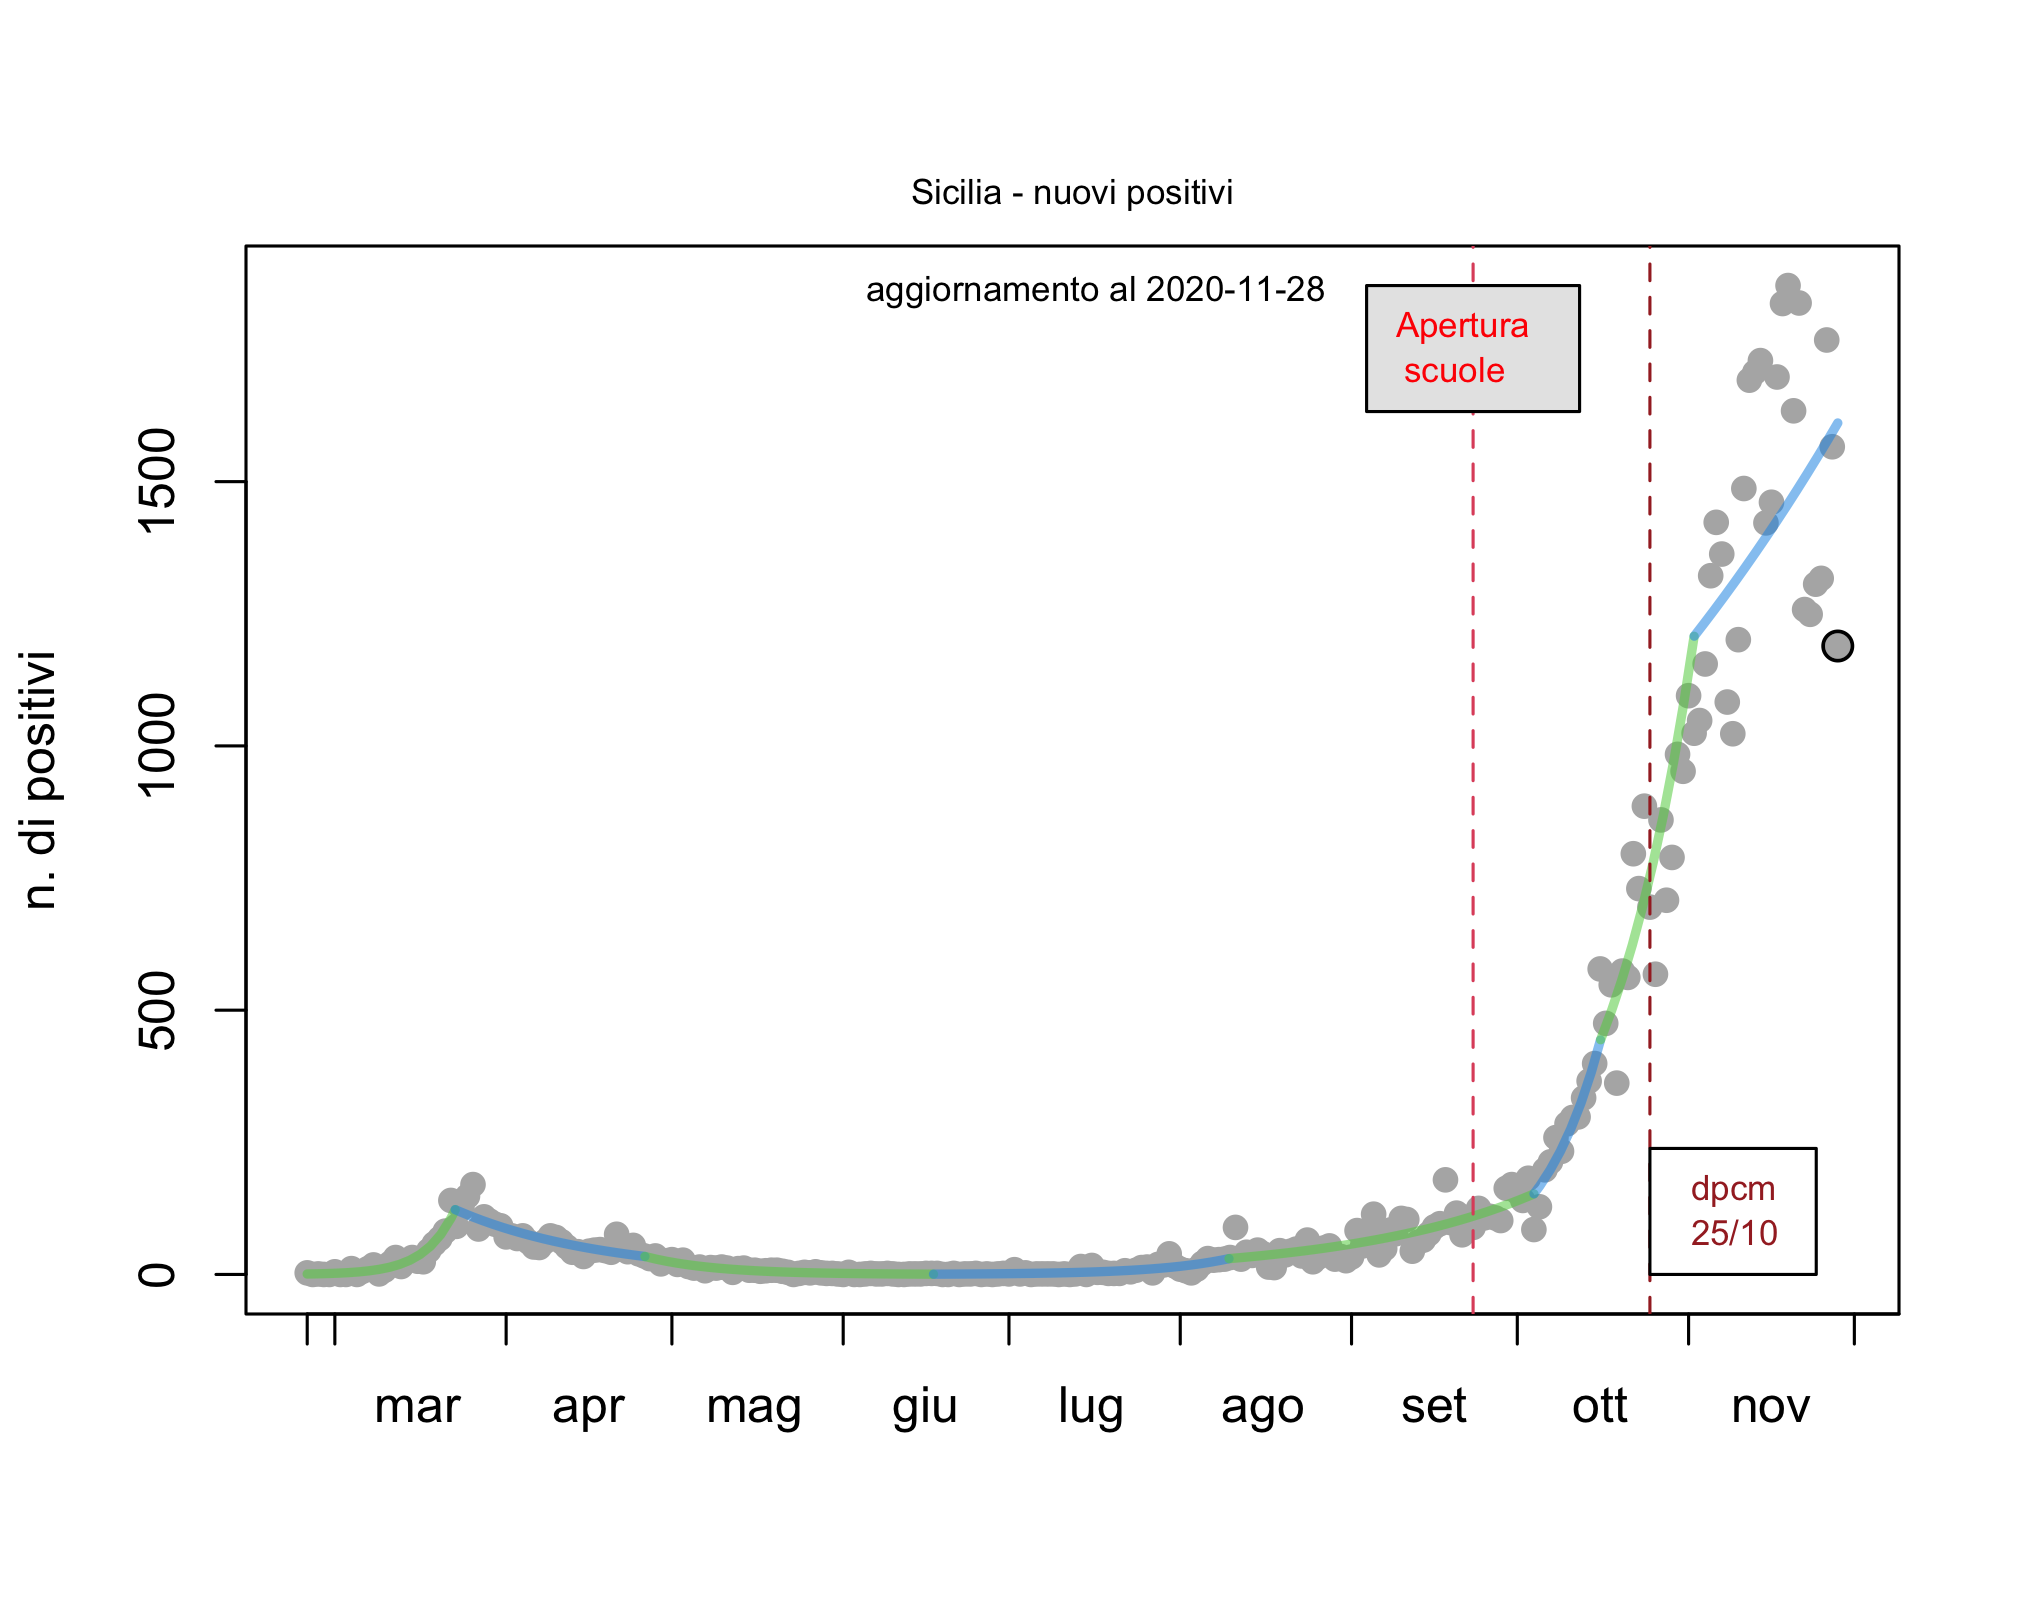 Sicilia - nuovi positivi
aggiornamento al 2020-11-28
Apertura
scuole
n. di positivi
1500
1000
500
0
dpcm
25/10
mar apr mag giu lug ago set ott nov